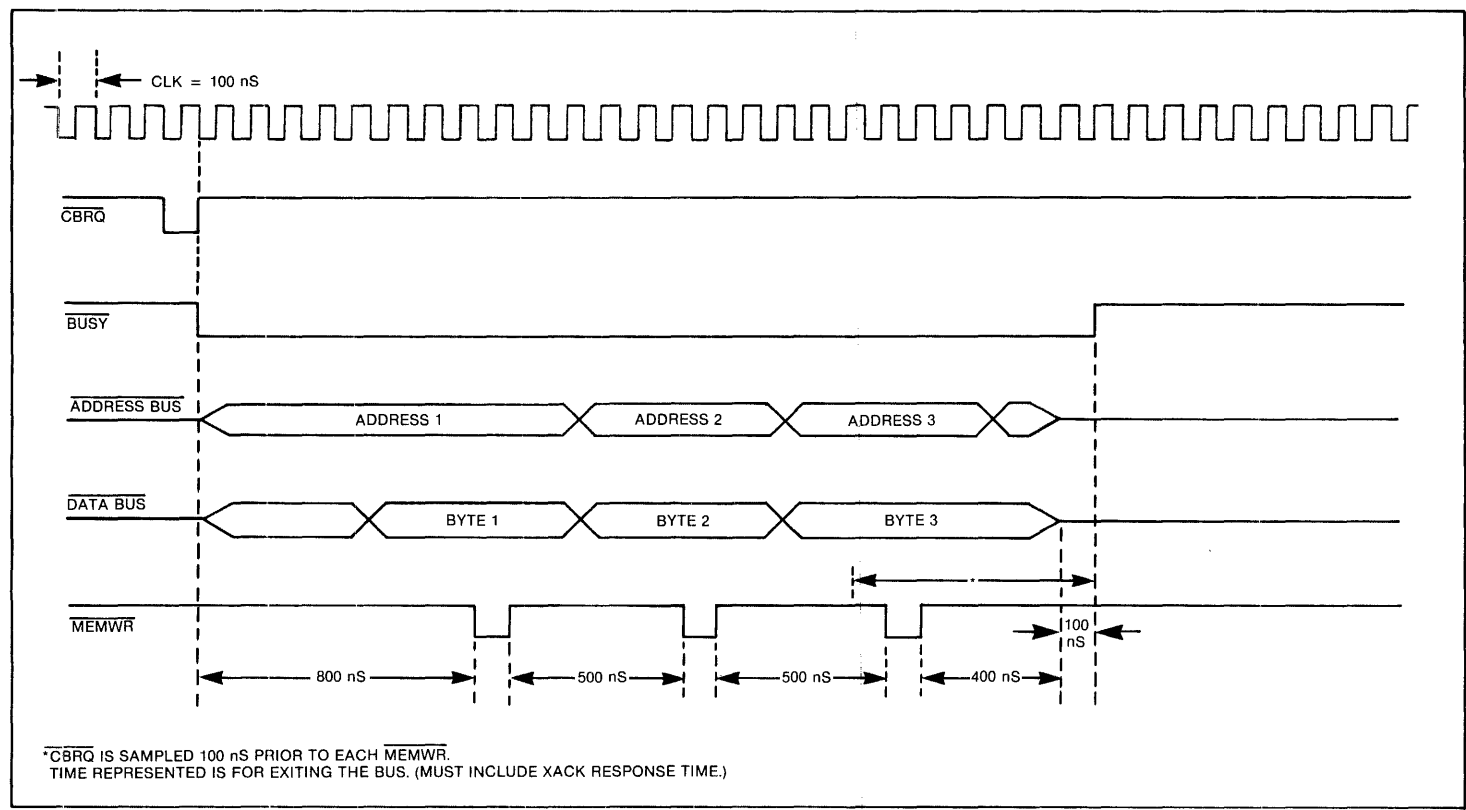 CLK = 100 nS
CBRQ
BUSY
ADDRESS BUS
ADDRESS 1 ADDRESS 2 ADDRESS 3
DATA BUS
BYTE 1 BYTE 2 BYTE 3
*
MEMWR
100 nS
800 nS 500 nS 500 nS 400 nS
*CBRQ IS SAMPLED 100 nS PRIOR TO EACH MEMWR.
TIME REPRESENTED IS FOR EXITING THE BUS. (MUST INCLUDE XACK RESPONSE TIME.)